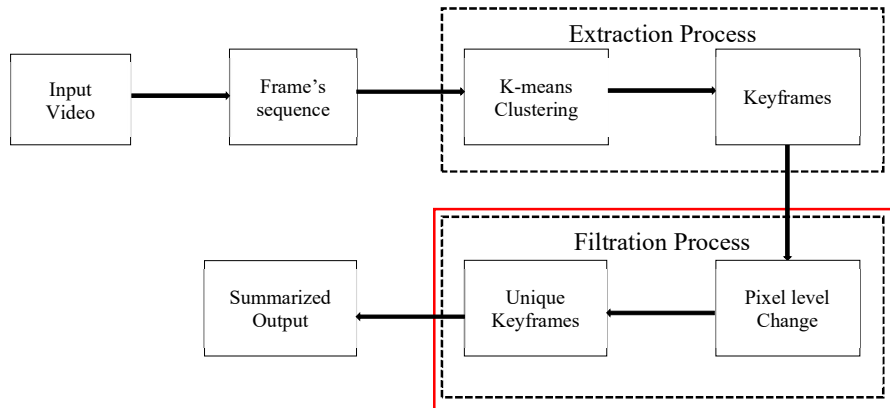 Extraction Process
Input
Video
Frame’s
sequence
K-means
Clustering
Keyframes
Filtration Process
Summarized
Output
Unique
Keyframes
Pixel level
Change